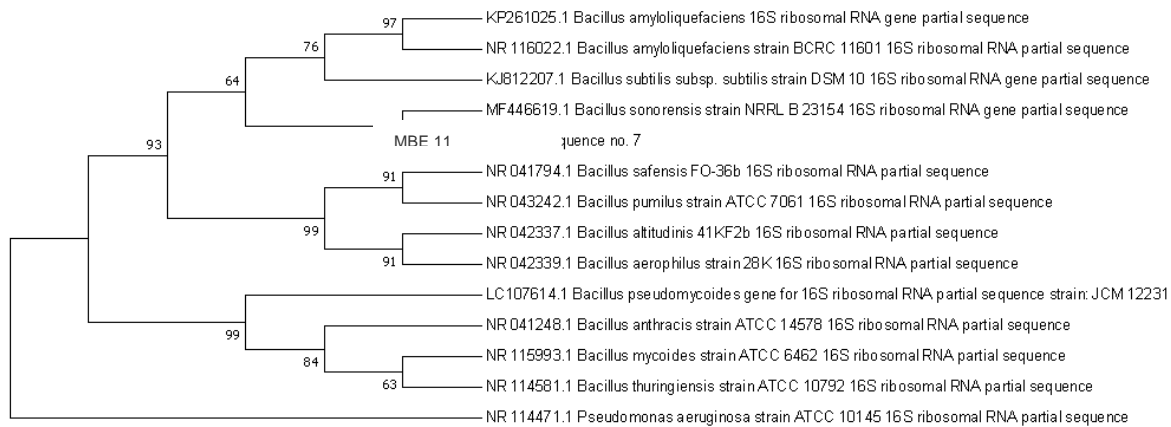 97 KP261025.1 Bacillus amyloliquefaciens 16S ribosomal RNA gene partial sequence
76 NR 116022.1 Bacillus amyloliquefaciens strain BCRC 11601 16S ribosomal RNA partial sequence
64 KJ812207.1 Bacillus subtilis subsp. subtilis strain DSM 10 16S ribosomal RNA gene partial sequence
MF446619.1 Bacillus sonorensis strain NRRL B 23154 16S ribosomal RNA gene partial sequence
93 MBE 11 quence no. 7
91 NR 041794.1 Bacillus safensis FO-36b 16S ribosomal RNA partial sequence
NR 043242.1 Bacillus pumilus strain ATCC 7061 16S ribosomal RNA partial sequence
99 NR 042337.1 Bacillus altitudinis 41KF2b 16S ribosomal RNA partial sequence
91 NR 042339.1 Bacillus aerophilus strain 28K 16S ribosomal RNA partial sequence
LC107614.1 Bacillus pseudomycoides gene for 16S ribosomal RNA partial sequence strain: JCM 12231
99 NR 041248.1 Bacillus anthracis strain ATCC 14578 16S ribosomal RNA partial sequence
84 NR 115993.1 Bacillus mycoides strain ATCC 6462 16S ribosomal RNA partial sequence
63 NR 114581.1 Bacillus thuringiensis strain ATCC 10792 16S ribosomal RNA partial sequence
NR 114471.1 Pseudomonas aeruginosa strain ATCC 10145 16S ribosomal RNA partial sequence